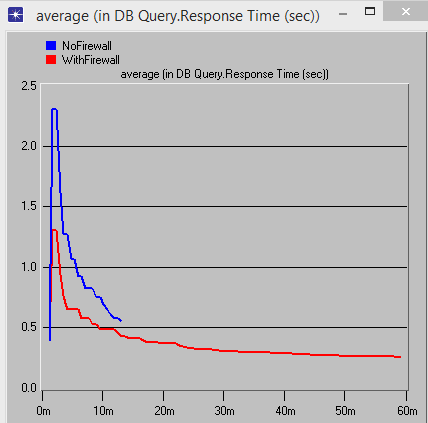 average (in DB Query.Response Time (sec))
NoFirewall
WithFirewall
average (in DB Query.Response Time (sec))
2.5
2.0
1.5
1.0
0.5
0.0
0m 10m 20m 30m 40m 50m 60m